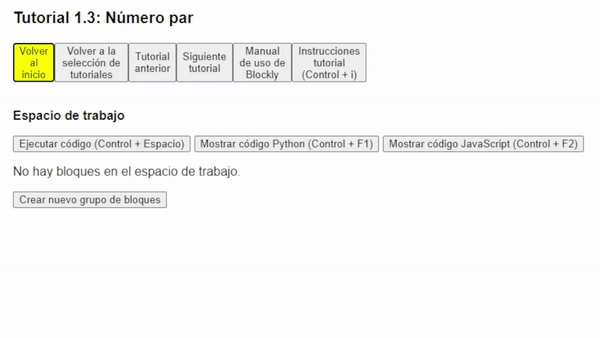 Tutorial 1.3: Número par
Volver
al
inicio
Volver a la
selección de
tutoriales
Tutorial
anterior
Siguiente
tutorial
Manual
de uso de
Blockly
Instrucciones
tutorial
(Control + i)
Espacio de trabajo
Ejecutar código (Control + Espacio)
Mostrar código Python (Control + F1)
Mostrar código JavaScript (Control + F2)
No hay bloques en el espacio de trabajo.
Crear nuevo grupo de bloques